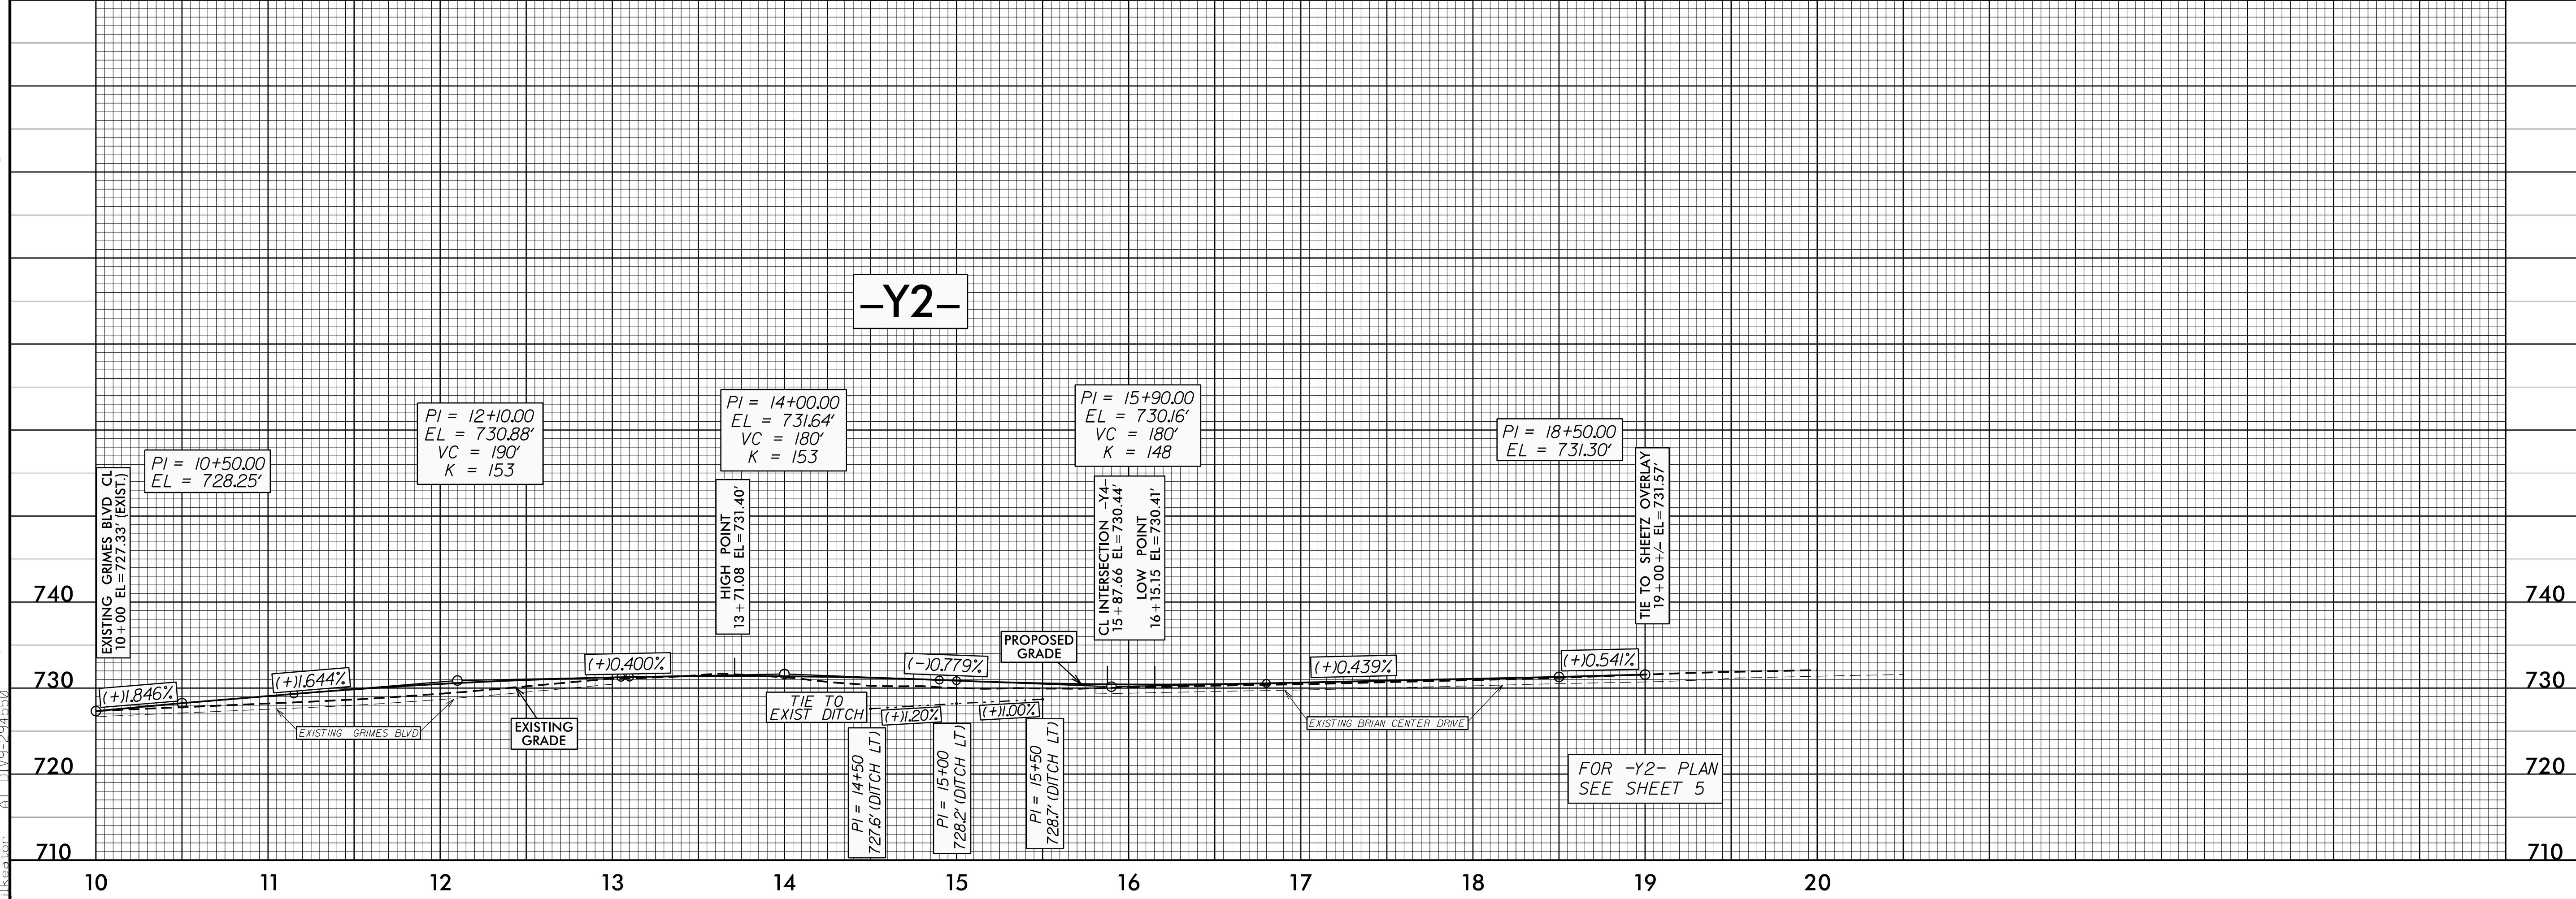 -Y2-
PI = 10+50.00
EL = 728.25'
PI = 12+10.00
EL = 730.88'
VC = 190'
K = 153
PI = 14+00.00
EL = 731.64'
VC = 180'
K = 153
PI = 15+90.00
EL = 730.16'
VC = 180'
K = 148
PI = 18+50.00
EL = 731.30'
EXISTING GRIMES BLVD CL
10+00 EL=727.33' (EXIST.)
HIGH POINT
13+71.08 EL=731.40'
CL INTERSECTION -Y4-
15+87.66 EL=730.44'
LOW POINT
16+15.15 EL=730.41'
TIE TO SHEETZ OVERLAY
19+00 +/- EL=731.57'
740
740
730
730
720
720
710
710
(+)1.846%
(+)1.644%
(+)0.400%
(-)0.779%
PROPOSED
GRADE
(+)0.439%
(+)0.541%
EXISTING GRIMES BLVD
EXISTING
GRADE
TIE TO
EXIST DITCH
(+)1.20%
(+)1.00%
EXISTING BRIAN CENTER DRIVE
PI = 14+50
727.6' (DITCH LT)
PI = 15+00
728.2' (DITCH LT)
PI = 15+50
728.7' (DITCH LT)
FOR -Y2- PLAN
SEE SHEET 5
10 11 12 13 14 15 16 17 18 19 20